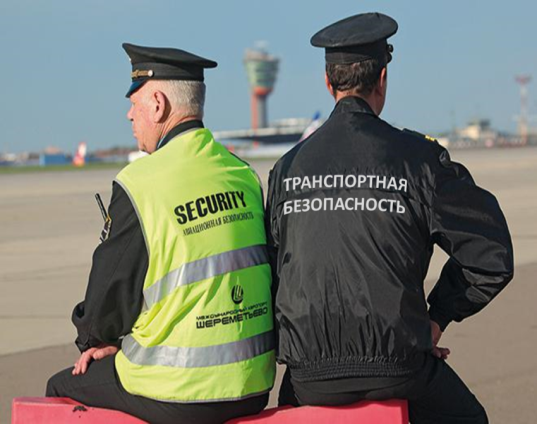 SECURITY
АВИАЦИОННАЯ БЕЗОПАСНОСТЬ
МЕЖДУНАРОДНЫЙ АЭРОПОРТ
ШЕРЕМЕТЬЕВО
ТРАНСПОРТНАЯ
БЕЗОПАСНОСТЬ